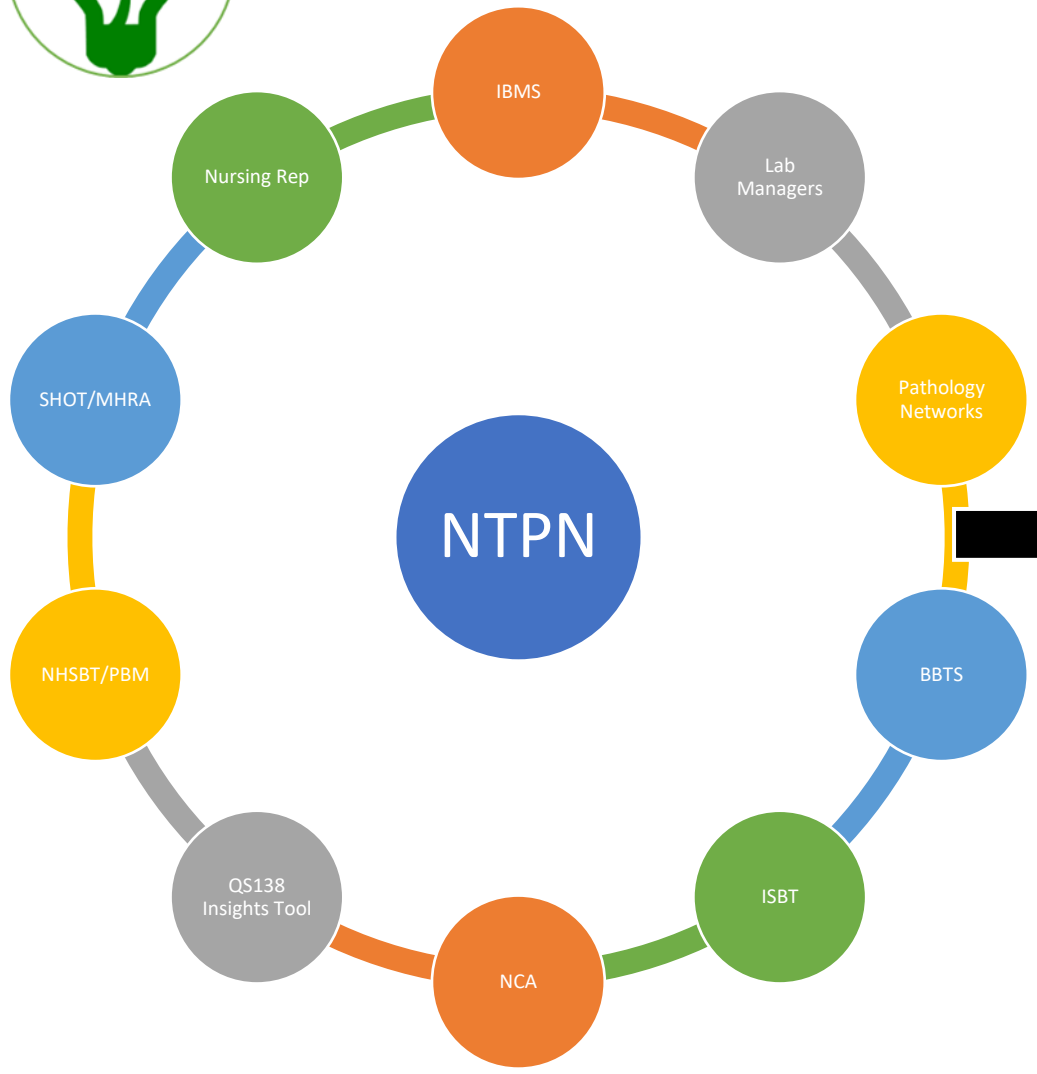 IBMS
Lab
Managers
Pathology
Networks
BBTS
ISBT
NCA
QS138
Insights Tool
NHSBT/PBM
SHOT/MHRA
Nursing Rep
NTPN